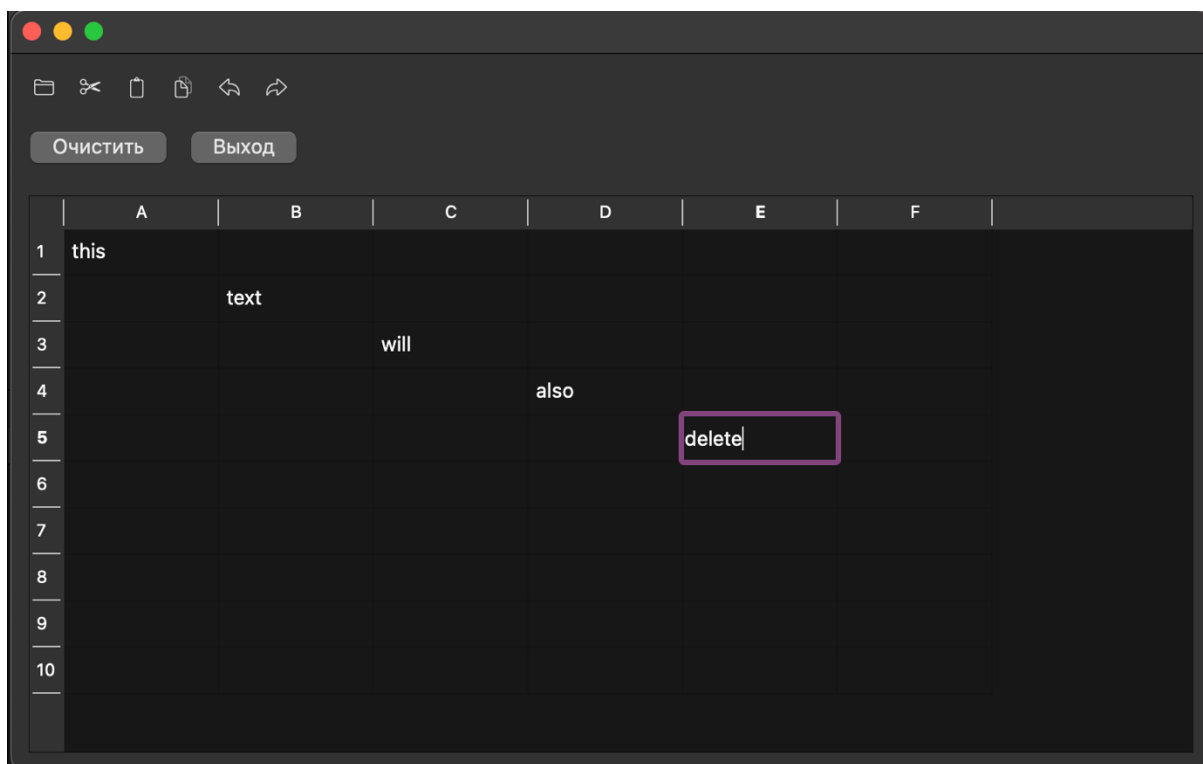 Очистить Выход
A B C D E F
1 this
2 text
3 will
4 also
5 delete
6
7
8
9
10